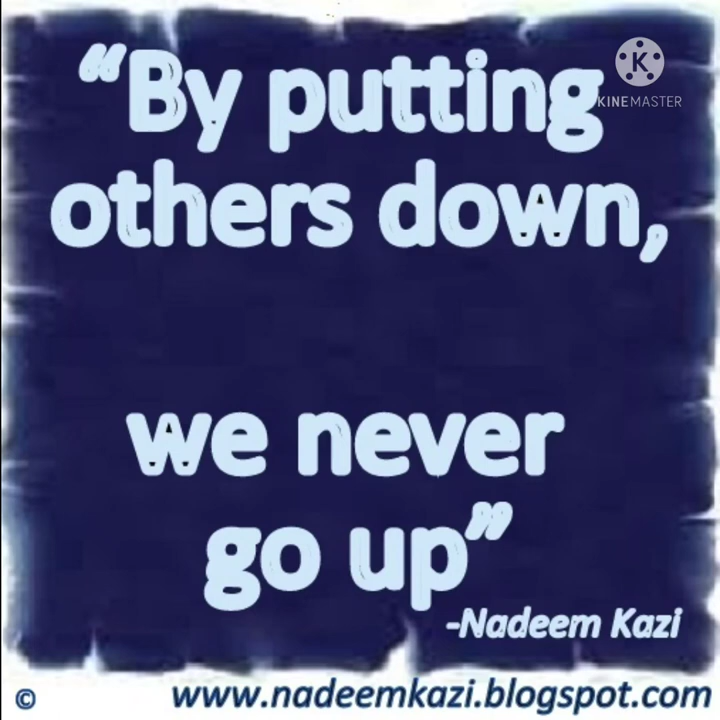 “By putting
KINEMASTER
others down,
we never
go up”
-Nadeem Kazi
© www.nadeemkazi.blogspot.com